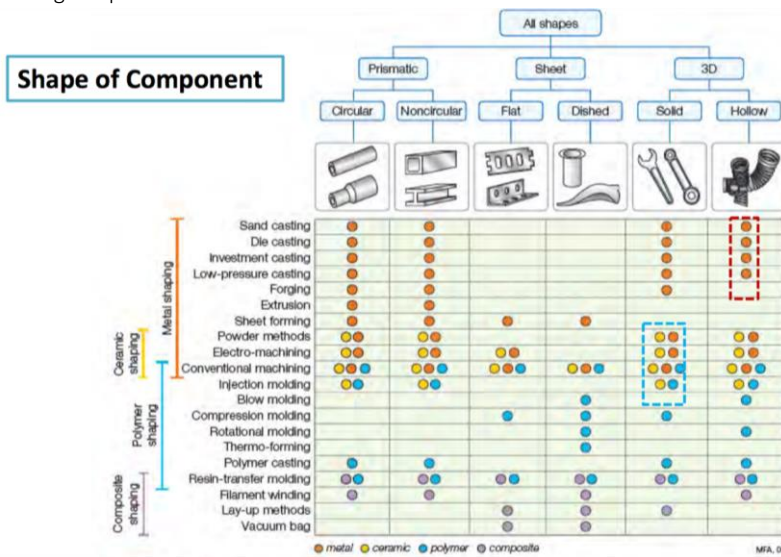 All shapes
Shape of Component
Prismatic
Sheet
3D
Circular
Noncircular
Flat
Dished
Solid
Hollow
Sand casting
Die casting
Investment casting
Low-pressure casting
Forging
Extrusion
Sheet forming
Powder methods
Electro-machining
Conventional machining
Injection molding
Blow molding
Compression molding
Rotational molding
Thermo-forming
Polymer casting
Resin-transfer molding
Filament winding
Lay-up methods
Vacuum bag
Metal shaping
Ceramic shaping
Polymer shaping
Composite shaping
metal ceramic polymer composite